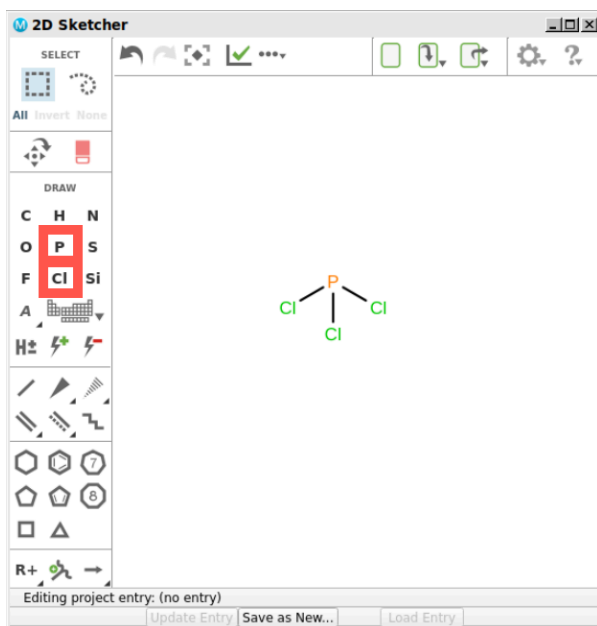 2D Sketcher
SELECT
All Invert None
DRAW
C H N
O P S
F Cl Si
A
H±
7
8
R+
P
Cl Cl
Cl
Editing project entry: (no entry)
Update Entry Save as New... Load Entry